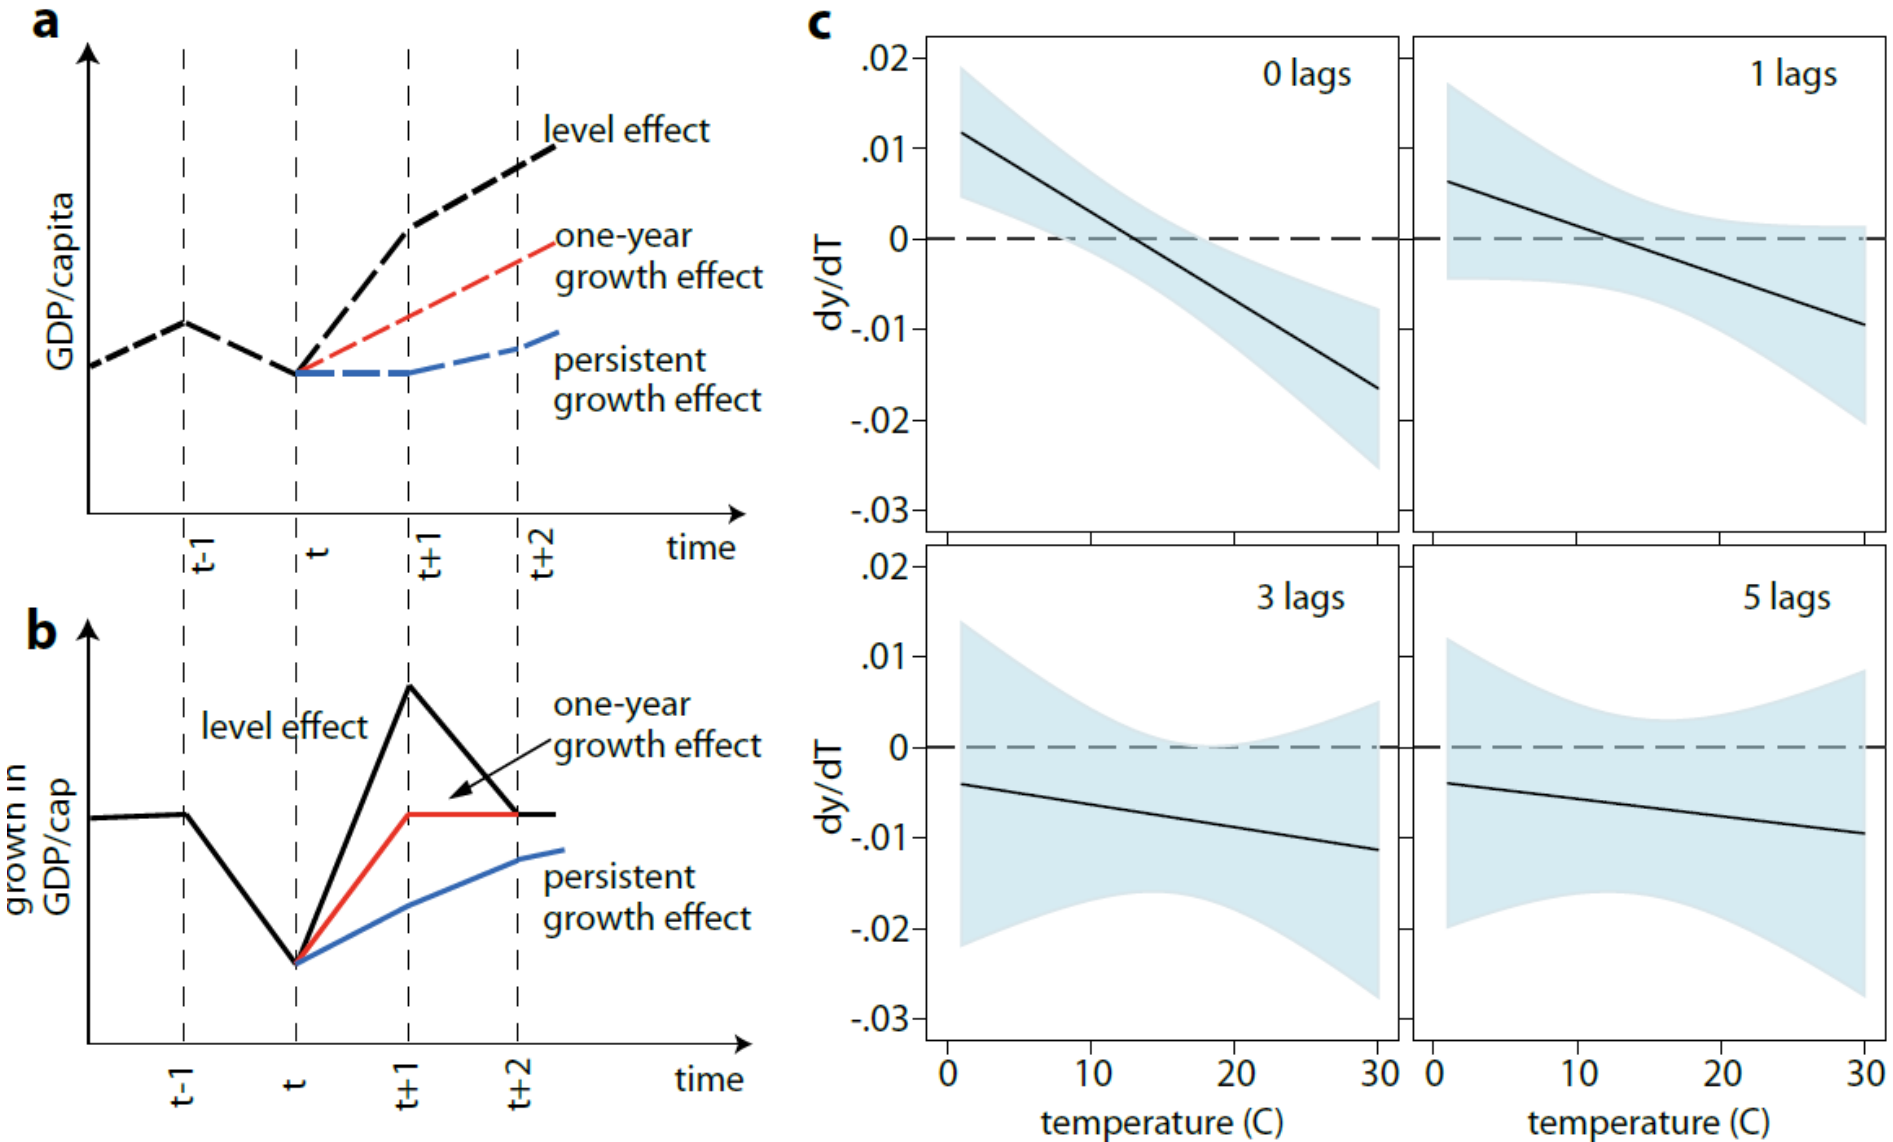 a
GDP/capita
level effect
one-year
growth effect
persistent
growth effect
t-1
t
t+1
t+2
time
b
growth in
GDP/cap
level effect
one-year
growth effect
persistent
growth effect
t-1
t
t+1
t+2
time
c
dy/dT
.02
.01
0
-.01
-.02
-.03
0 lags
1 lags
dy/dT
.02
.01
0
-.01
-.02
-.03
3 lags
5 lags
0 10 20 30
0 10 20 30
temperature (C)
temperature (C)